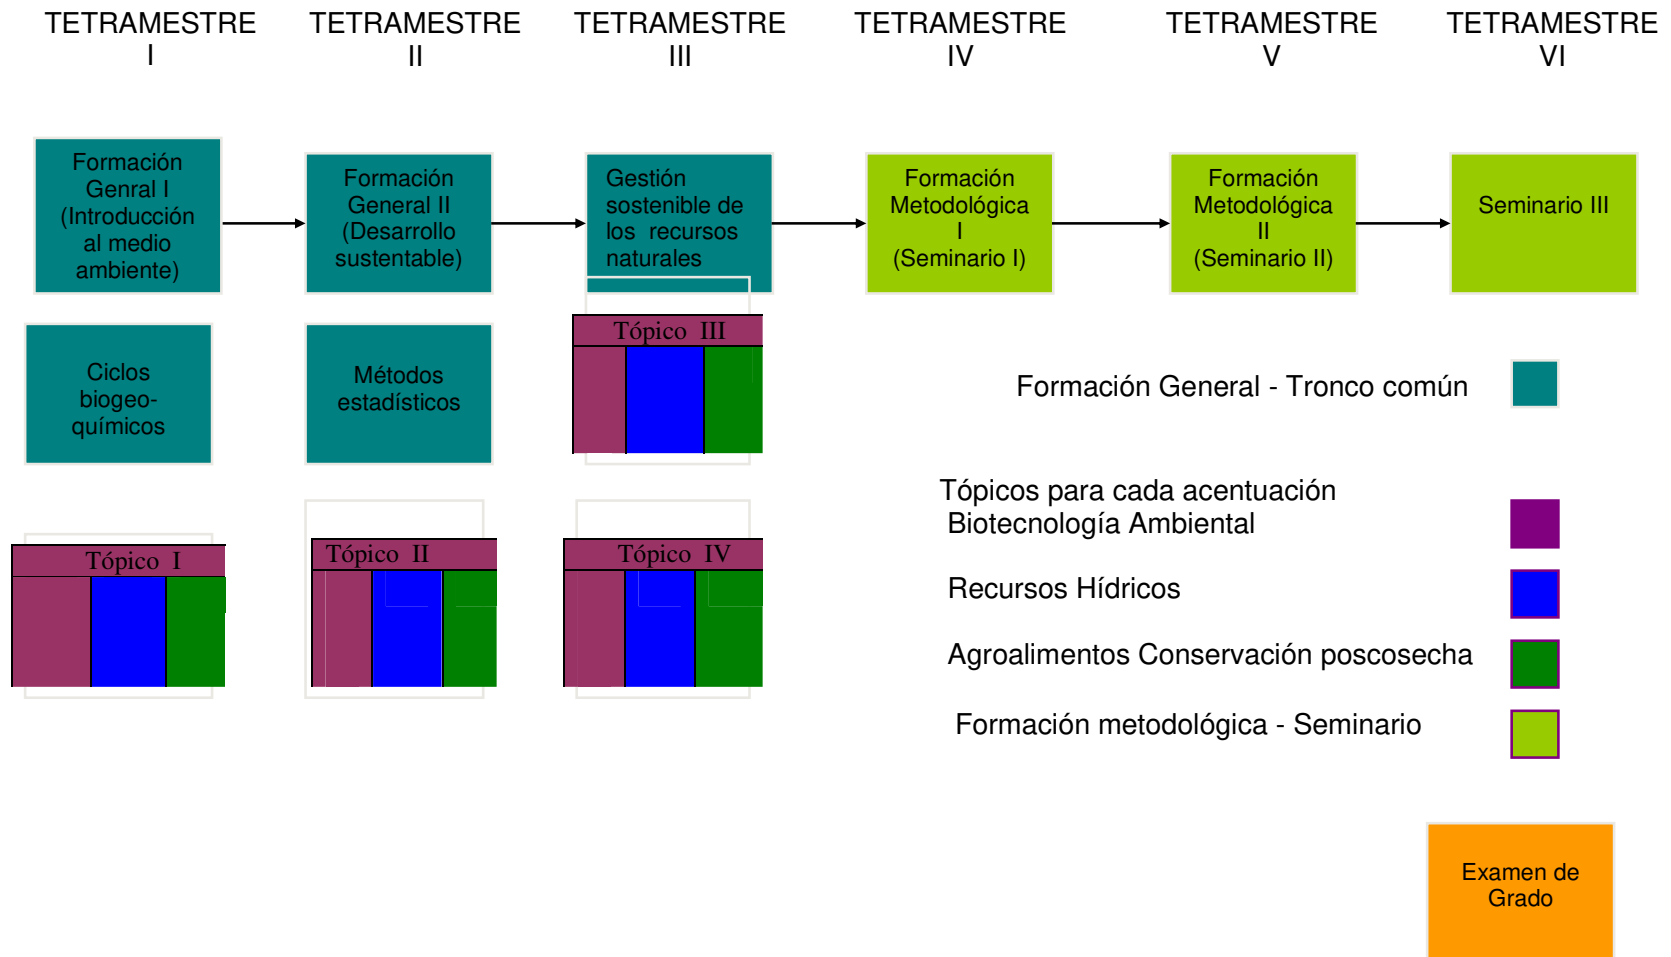 TETRAMESTRE
I
TETRAMESTRE
II
TETRAMESTRE
III
TETRAMESTRE
IV
TETRAMESTRE
V
TETRAMESTRE
VI
Formación
Genral I
(Introducción
al medio
ambiente)
Formación
General II
(Desarrollo
sustentable)
Gestión
sostenible de
los recursos
naturales
Formación
Metodológica
I
(Seminario I)
Formación
Metodológica
II
(Seminario II)
Seminario III
Ciclos
biogeo-
químicos
Métodos
estadísticos
Tópico III
Formación General - Tronco común
Tópicos para cada acentuación
Biotecnología Ambiental
Tópico I
Tópico II
Tópico IV
Recursos Hídricos
Agroalimentos Conservación poscosecha
Formación metodológica - Seminario
Examen de
Grado